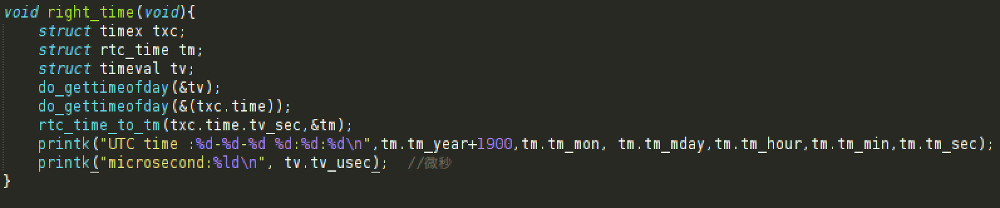 void right_time(void){
    struct timex txc;
    struct rtc_time tm;
    struct timeval tv;
    do_gettimeofday(&tv);
    do_gettimeofday(&(txc.time));
    rtc_time_to_tm(txc.time.tv_sec,&tm);
    printk("UTC time :%d-%d-%d %d:%d:%d\n",tm.tm_year+1900,tm.tm_mon, tm.tm_mday,tm.tm_hour,tm.tm_min,tm.tm_sec);
    printk("microsecond:%ld\n", tv.tv_usec);  //微秒
}